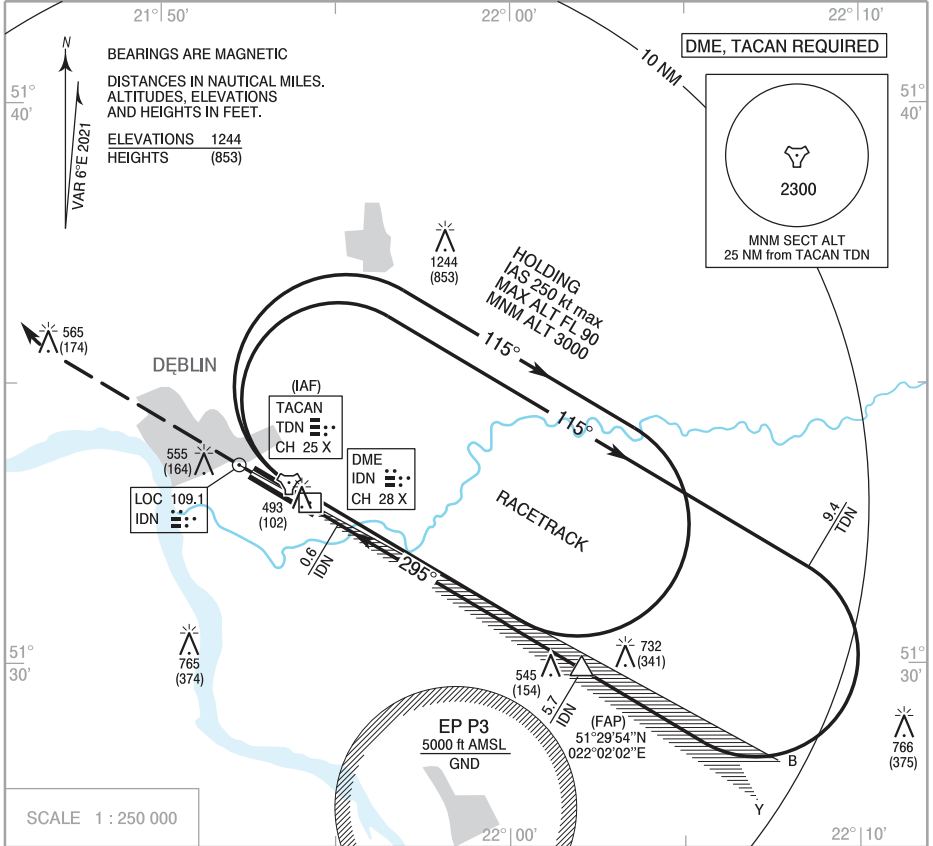 21°50'
22°00'
22°10'
N
VAR 6°E 2021
BEARINGS ARE MAGNETIC
DISTANCES IN NAUTICAL MILES.
ALTITUDES, ELEVATIONS
AND HEIGHTS IN FEET.
ELEVATIONS 1244
HEIGHTS (853)
10 NM
DME, TACAN REQUIRED
51°
40'
51°
40'
2300
MNM SECT ALT
25 NM from TACAN TDN
1244
(853)
HOLDING
IAS 250 kt max
MAX ALT FL 90
MNM ALT 3000
115°
115°
565
(174)
DĘBLIN
(IAF)
TACAN
TDN
CH 25 X
DME
IDN
CH 28 X
555
(164)
LOC 109.1
IDN
493
(102)
0.6
IDN
295°
RACETRACK
9.4
TDN
765
(374)
51°
30'
51°
30'
732
(341)
545
(154)
5.7
IDN
(FAP)
51°29'54"N
022°02'02"E
766
(375)
B
Y
EP P3
5000 ft AMSL
GND
SCALE 1 : 250 000
22°00'
22°10'